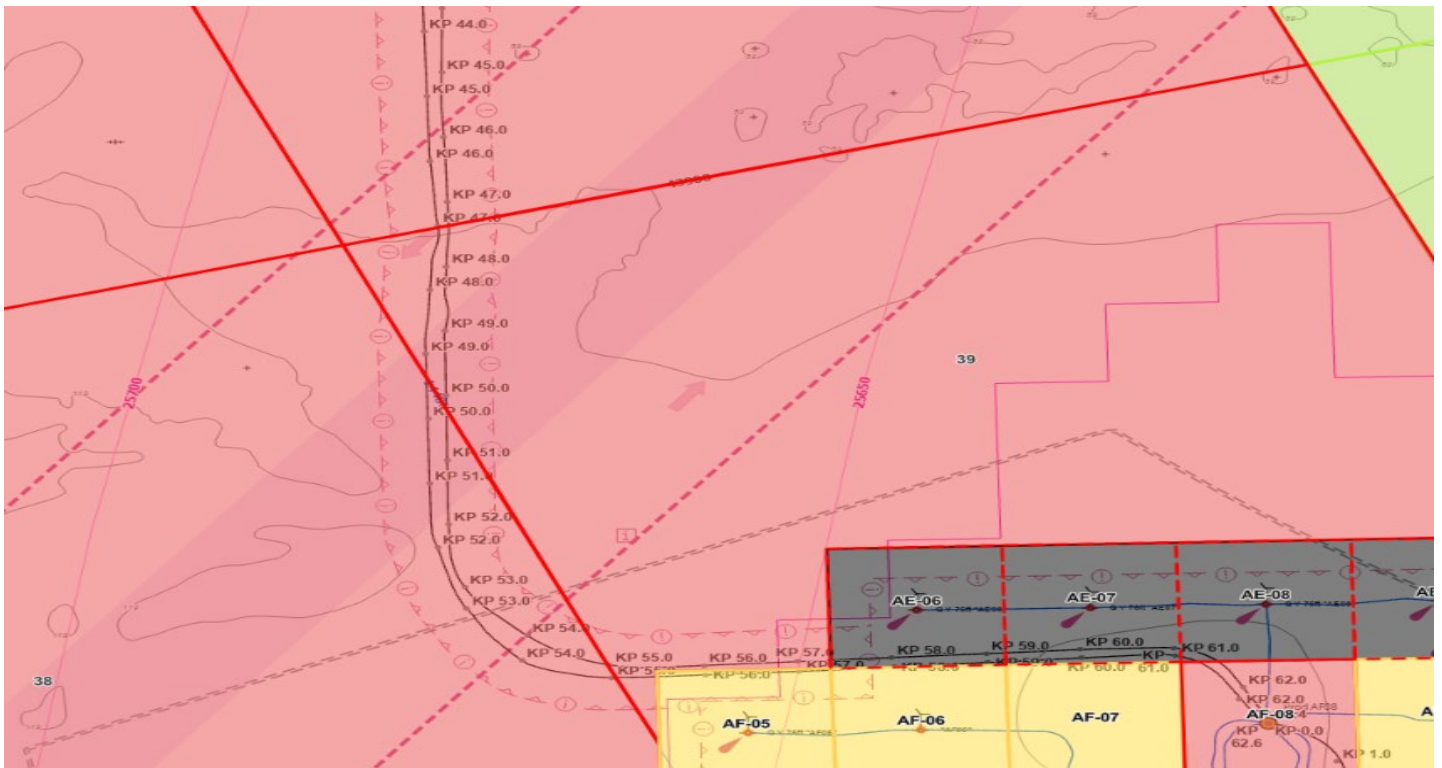 KP 44.0
KP 45.0
KP 45.0
KP 46.0
KP 46.0
KP 47.0
KP 47.0
KP 48.0
KP 48.0
KP 49.0
KP 49.0
KP 50.0
KP 50.0
KP 51.0
KP 51.0
KP 52.0
KP 52.0
KP 53.0
KP 53.0
KP 54.0
KP 54.0
KP 55.0
KP 56.0
KP 56.0
KP 57.0
KP 57.0
KP 58.0
KP 59.0
KP 60.0
KP 60.0
KP 61.0
61.0
KP 62.0
KP 62.0
KP 62.6
KP 0.0
KP 1.0
25700
25650
39
38
AE-06
AE-07
AE-08
AF-05
AF-06
AF-07
AF-08